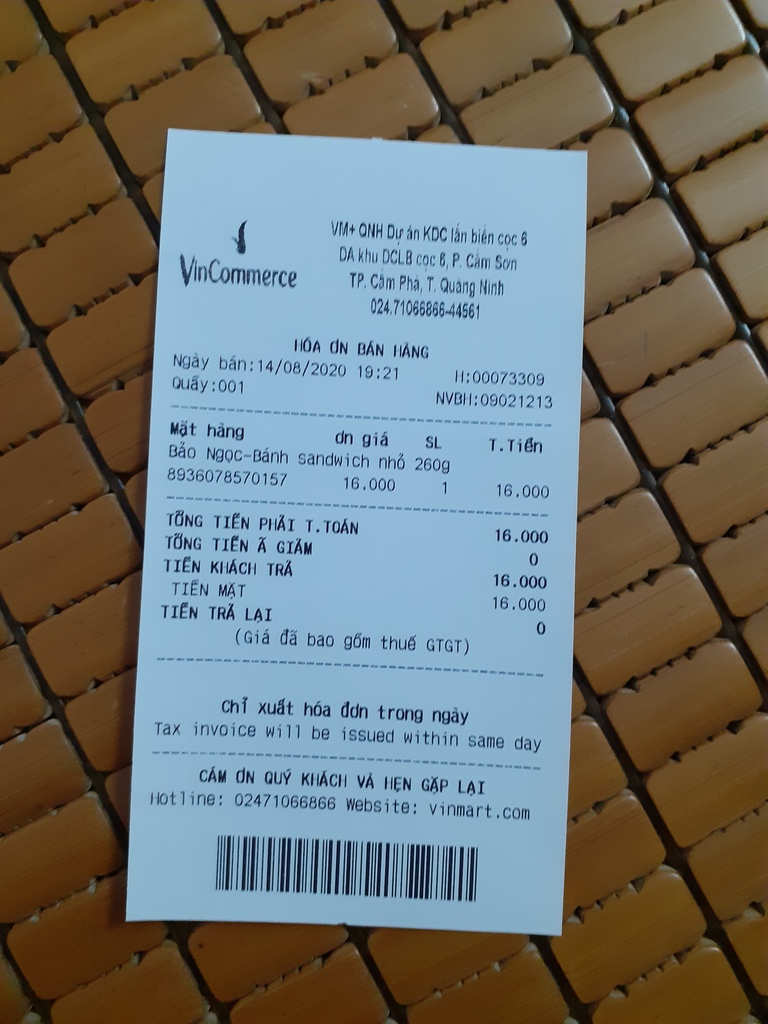 VinCommerce
VM+ QNH Dự án KDC lấn biển cọc 6
DA khu DCLB cọc 6, P. Cẩm Sơn
TP. Cẩm Phả, T. Quảng Ninh
024.71066866-44561
HÓA ƠN BÁN HÀNG
Ngày bán:14/08/2020 19:21 H:00073309
Quầy:001 NVBH:09021213
Mặt hàng ơn giá SL T.Tiền
Bảo Ngọc-Bánh sandwich nhỏ 260g
8936078570157 16.000 1 16.000
TỔNG TIỀN PHẢI T.TOÁN 16.000
TỔNG TIỀN Ã GIẢM 0
TIỀN KHÁCH TRẢ 16.000
TIỀN MẶT 16.000
TIỀN TRẢ LẠI 0
(Giá đã bao gồm thuế GTGT)
Chỉ xuất hóa đơn trong ngày
Tax invoice will be issued within same day
CÁM ƠN QUÝ KHÁCH VÀ HẸN GẶP LẠI
Hotline: 02471066866 Website: vinmart.com